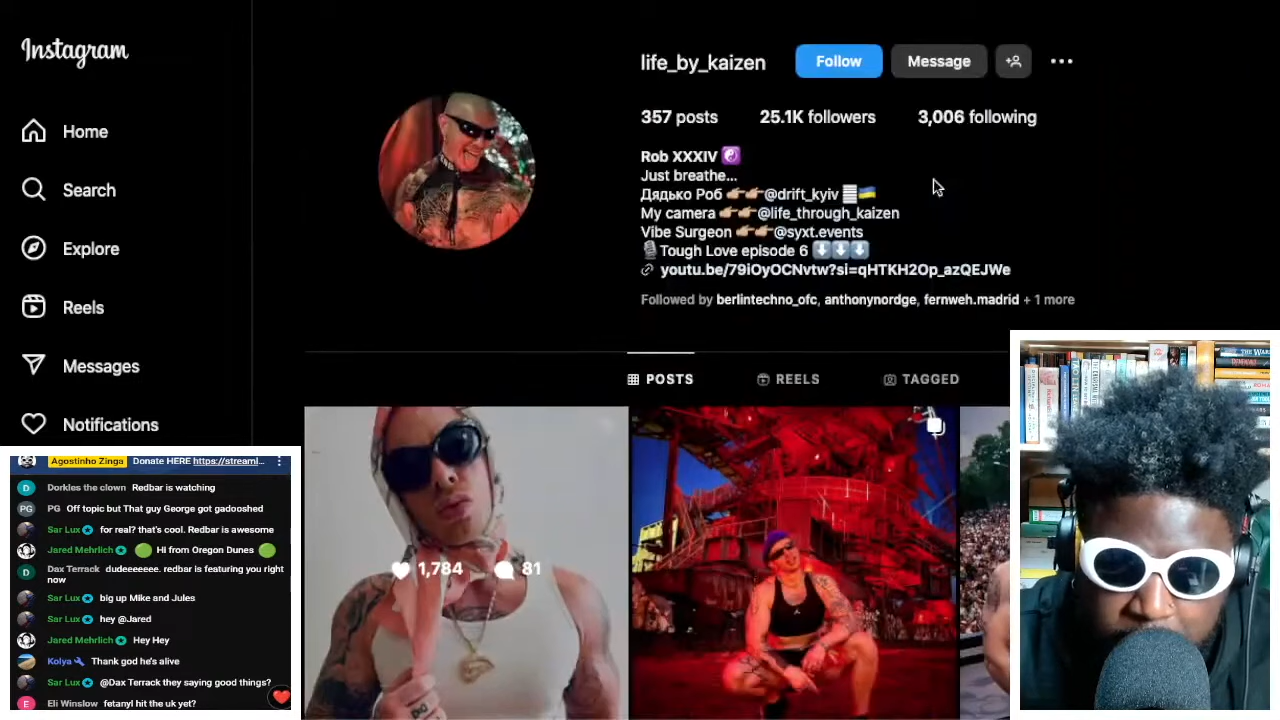 Instagram
Home
Search
Explore
Reels
Messages
Notifications
life_by_kaizen
Follow
Message
357 posts
25.1K followers
3,006 following
Rob XXXIV
Just breathe...
Дядько Роб 👉🏼👉🏼@drift_kyiv
My camera 👉🏼👉🏼@life_through_kaizen
Vibe Surgeon 👉🏼👉🏼@syxt.events
Tough Love episode 6
youtu.be/79iOyOCNvtw?si=qHTKH2Op_azQEJWe
Followed by berlintechno_ofc, anthonynordge, fernweh.madrid + 1 more
POSTS
REELS
TAGGED
1,784
81
Agostinho Zinga Donate HERE https://streaml...
Dorkles the clown Redbar is watching
PG Off topic but That guy George got gadooshed
Sar Lux for real? that's cool. Redbar is awesome
Jared Mehrlich HI from Oregon Dunes
Dax Terrack dudeeeeeee. redbar is featuring you right
now
Sar Lux big up Mike and Jules
Sar Lux hey @Jared
Jared Mehrlich Hey Hey
Kolya Thank god he's alive
Sar Lux @Dax Terrack they saying good things?
Eli Winslow fetanyl hit the uk yet?